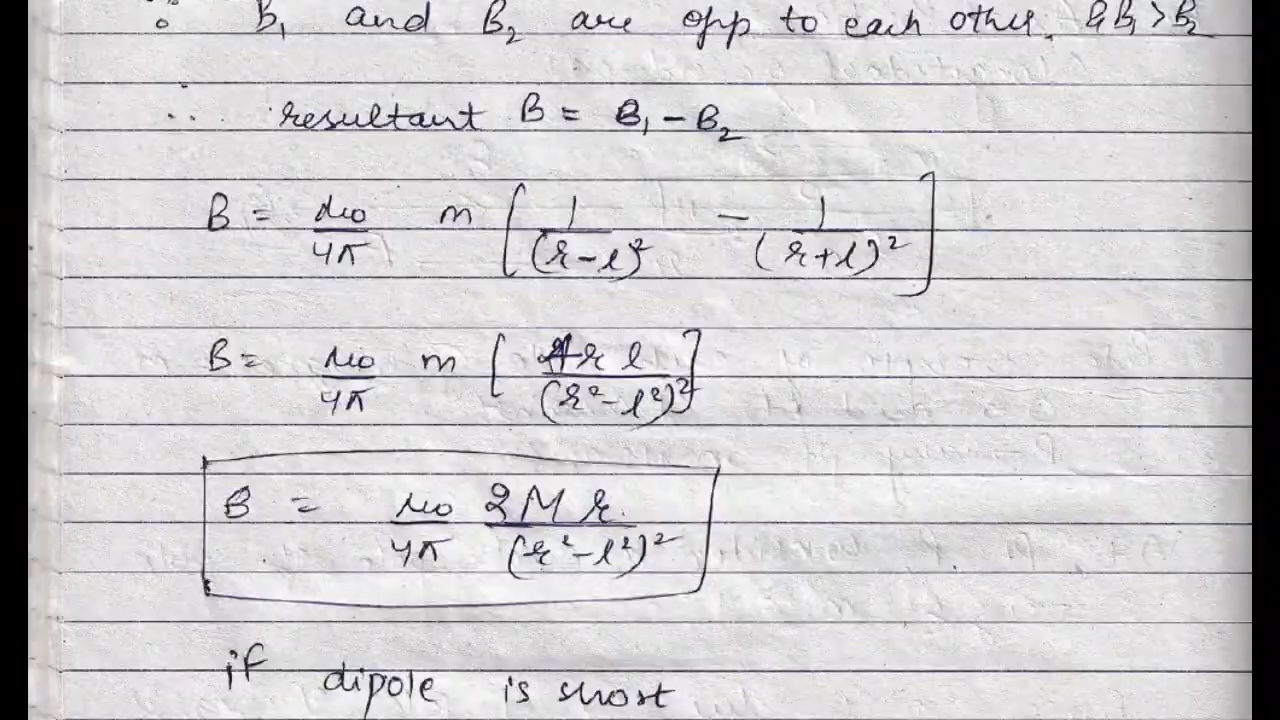 ∴ B₁ and B₂ are opp to each other. & B₁ > B₂
∴ resultant B = B₁ - B₂
B = μ₀/4π m [1/(r-l)² - 1/(r+l)²]
B = μ₀/4π m [4rl/(r²-l²)²]
B = μ₀/4π 2Mr/(r²-l²)²
if dipole is short